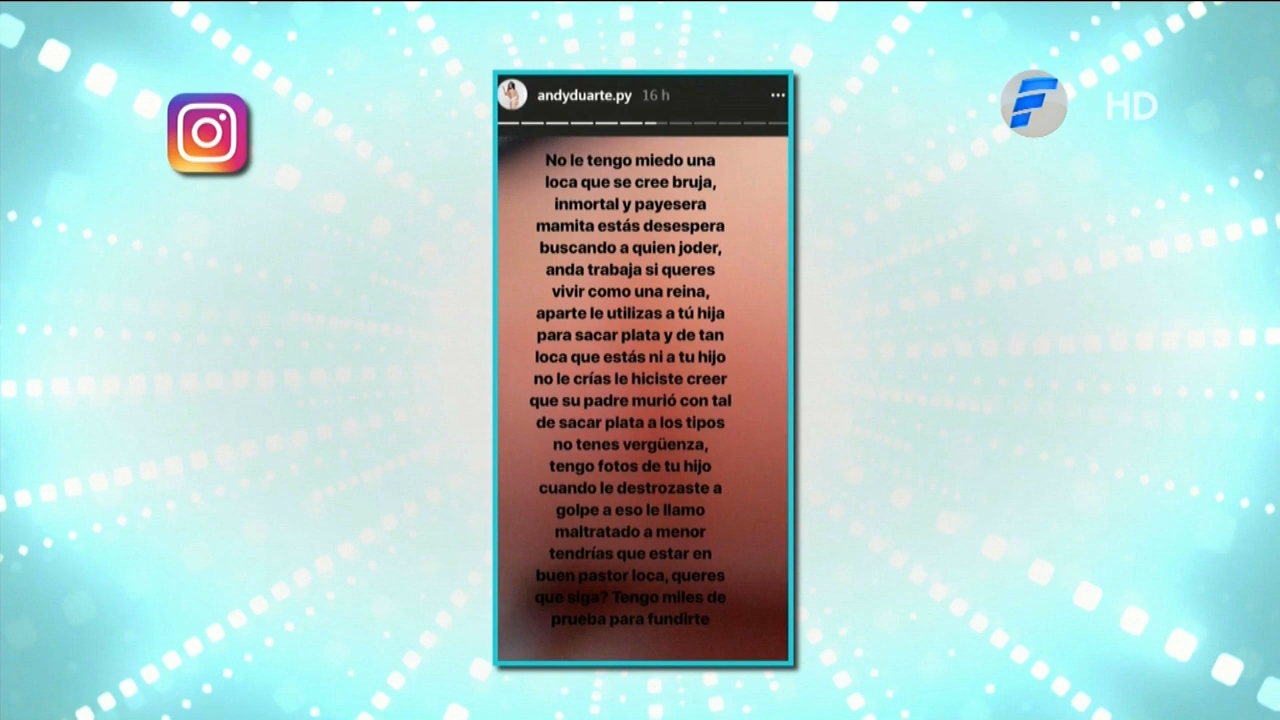 andyduarte.py 16 h
HD
No le tengo miedo una
loca que se cree bruja,
inmortal y payesera
mamita estás desespera
buscando a quien joder,
anda trabaja si queres
vivir como una reina,
aparte le utilizas a tú hija
para sacar plata y de tan
loca que estás ni a tu hijo
no le crías le hiciste creer
que su padre murió con tal
de sacar plata a los tipos
no tenes vergüenza,
tengo fotos de tu hijo
cuando le destrozaste a
golpe a eso le llamo
maltratado a menor
tendrías que estar en
buen pastor loca, queres
que siga? Tengo miles de
prueba para fundirte